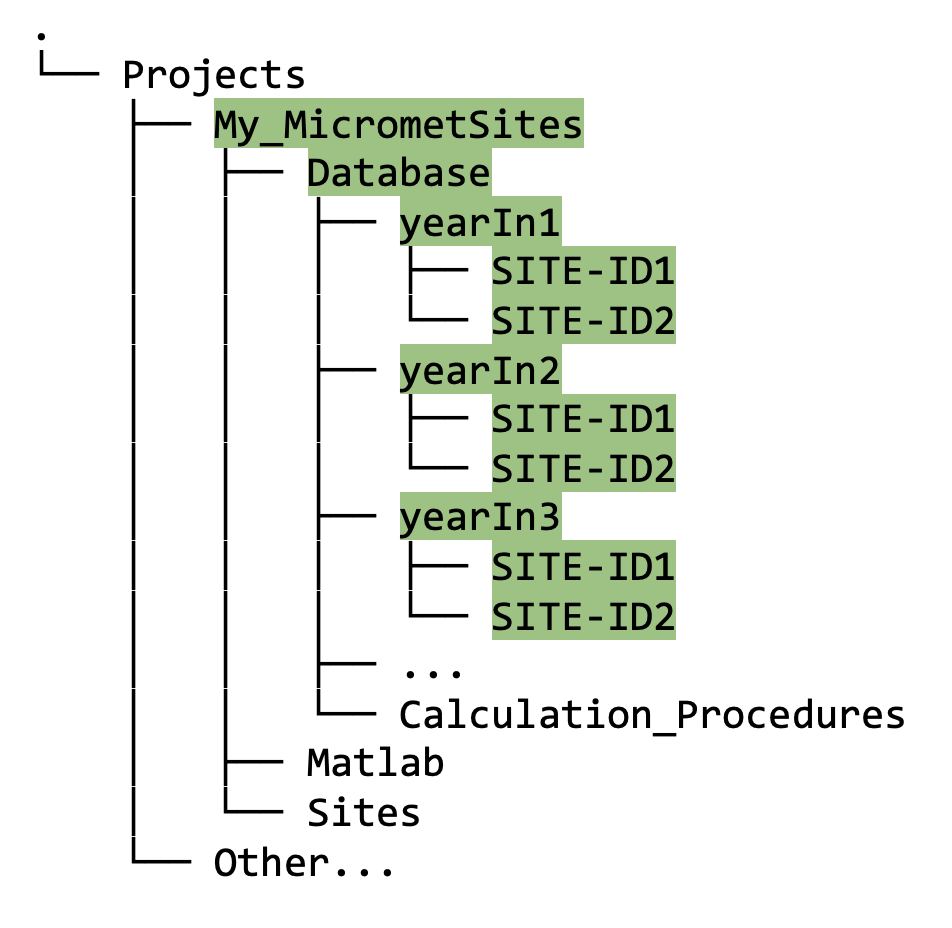 .
Projects
My_MicrometSites
Database
yearIn1
SITE-ID1
SITE-ID2
yearIn2
SITE-ID1
SITE-ID2
yearIn3
SITE-ID1
SITE-ID2
...
Calculation_Procedures
Matlab
Sites
Other...